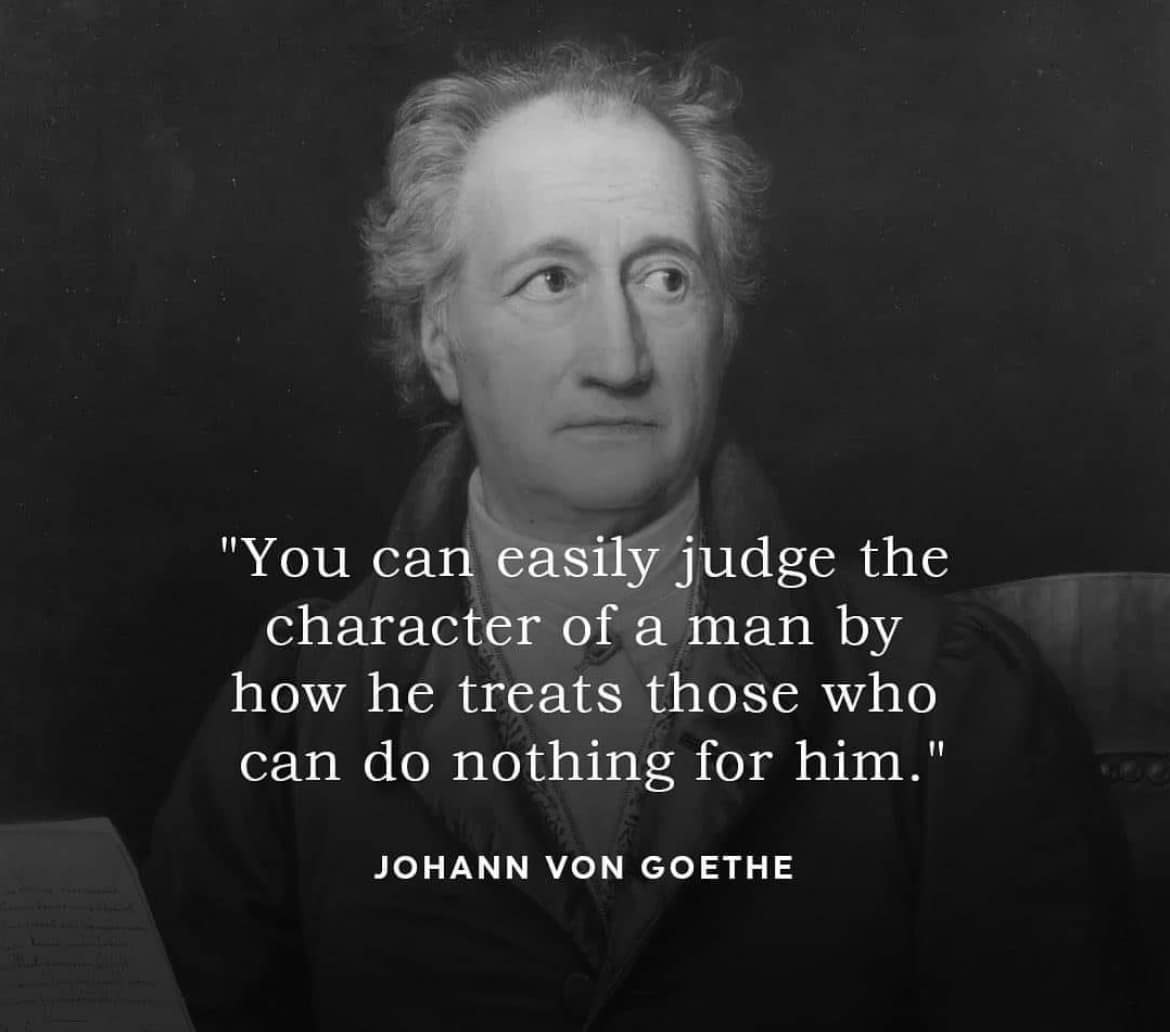 "You can easily judge the
character of a man by
how he treats those who
can do nothing for him."
JOHANN VON GOETHE